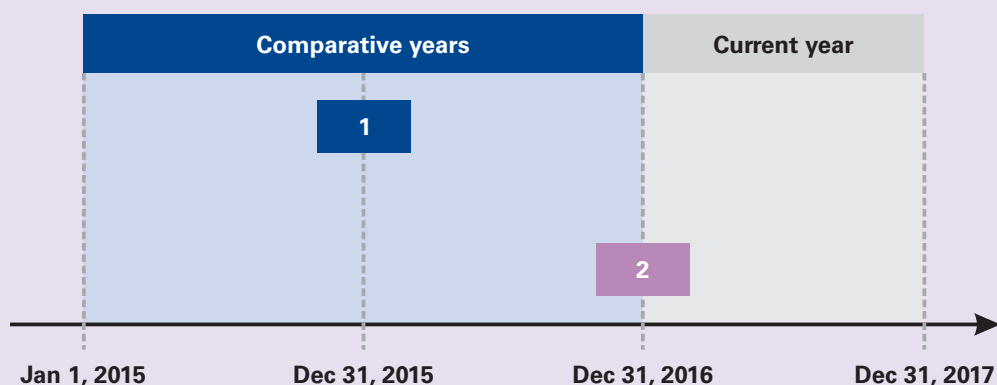 Comparative years Current year
1
2
Jan 1, 2015 Dec 31, 2015 Dec 31, 2016 Dec 31, 2017